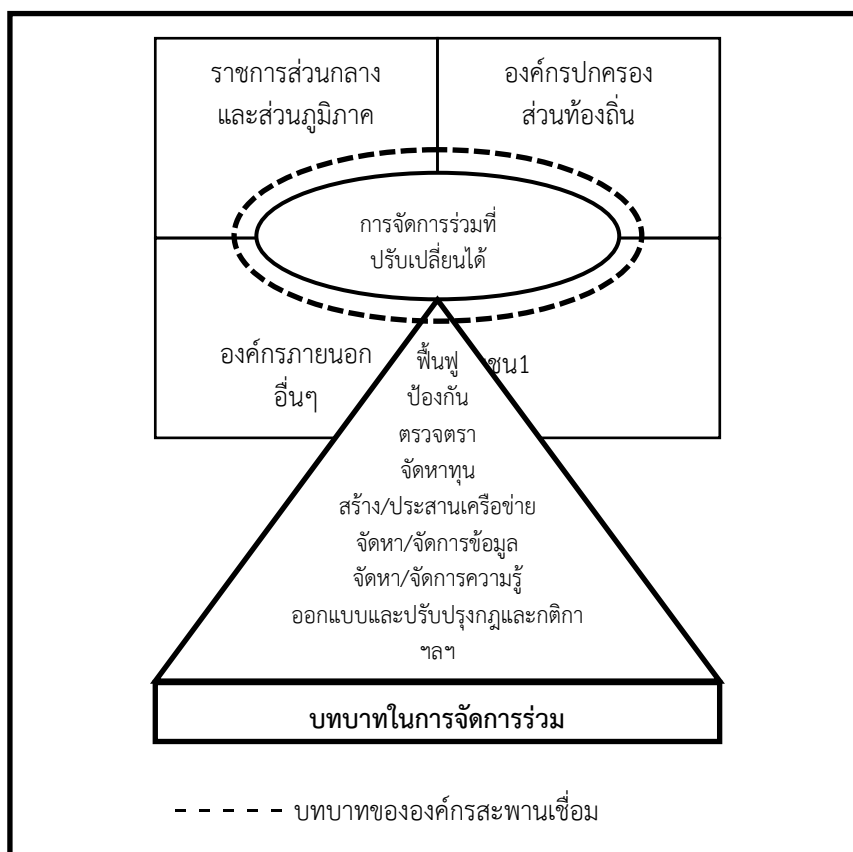 ราชการส่วนกลาง
และส่วนภูมิภาค
องค์กรปกครอง
ส่วนท้องถิ่น
การจัดการร่วมที่
ปรับเปลี่ยนได้
องค์กรภายนอก
อื่นๆ
ชน1
ฟื้นฟู
ป้องกัน
ตรวจตรา
จัดหาทุน
สร้าง/ประสานเครือข่าย
จัดหา/จัดการข้อมูล
จัดหา/จัดการความรู้
ออกแบบและปรับปรุงกฎและกติกา
ฯลฯ
บทบาทในการจัดการร่วม
บทบาทขององค์กรสะพานเชื่อม